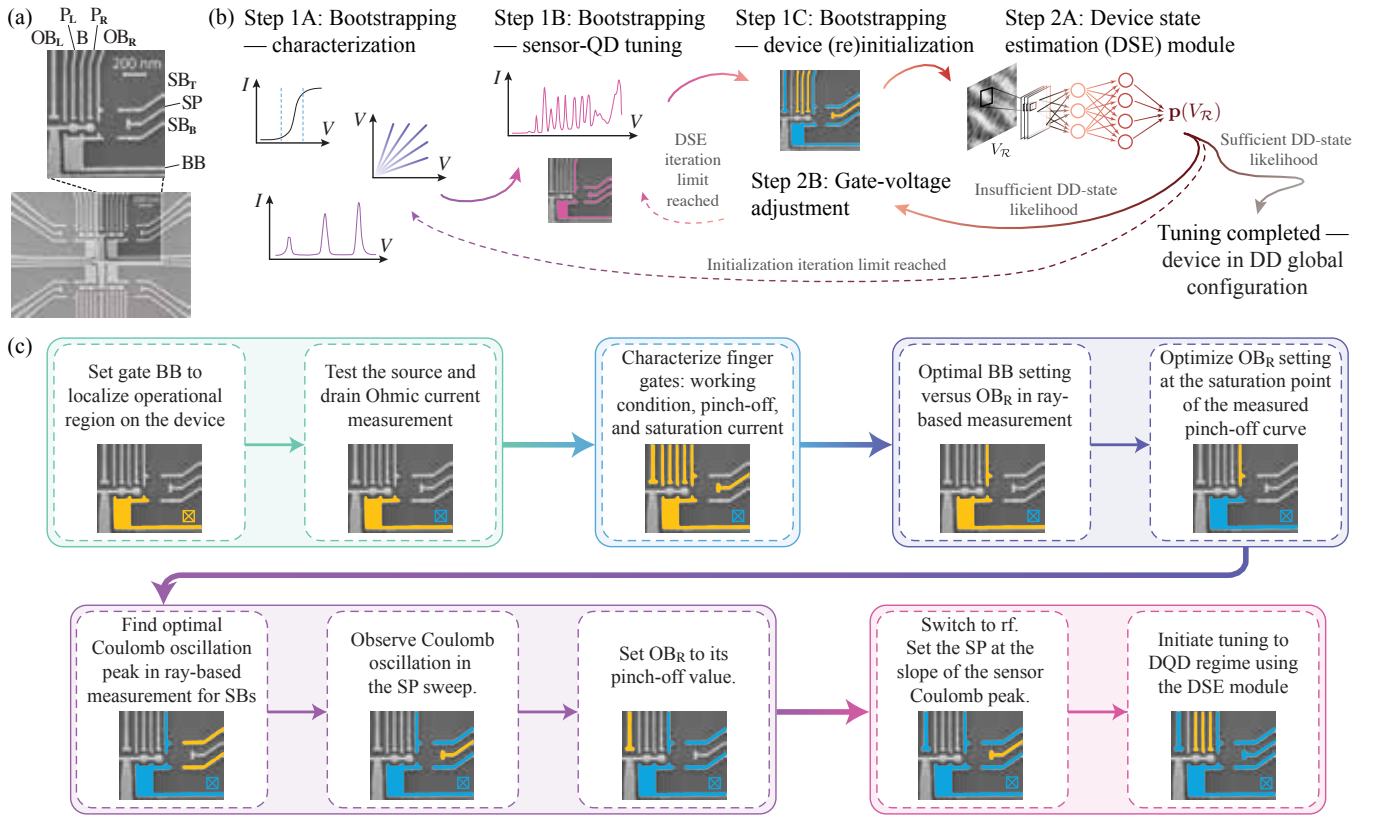 (a)
P_L P_R
OB_L B OB_R
200 nm
SB_T
SP
SB_B
BB
(b)
Step 1A: Bootstrapping
— characterization
I
V
V
V
I
V
Step 1B: Bootstrapping
— sensor-QD tuning
I
V
DSE
iteration
limit
reached
Step 1C: Bootstrapping
— device (re)initialization
Step 2B: Gate-voltage
adjustment
Step 2A: Device state
estimation (DSE) module
V_R
p(V_R)
Sufficient DD-state
likelihood
Insufficient DD-state
likelihood
Tuning completed —
device in DD global
configuration
Initialization iteration limit reached
(c)
Set gate BB to
localize operational
region on the device
Test the source and
drain Ohmic current
measurement
Characterize finger
gates: working
condition, pinch-off,
and saturation current
Optimal BB setting
versus OB_R in ray-
based measurement
Optimize OB_R setting
at the saturation point
of the measured
pinch-off curve
Find optimal
Coulomb oscillation
peak in ray-based
measurement for SBs
Observe Coulomb
oscillation in
the SP sweep.
Set OB_R to its
pinch-off value.
Switch to rf.
Set the SP at the
slope of the sensor
Coulomb peak.
Initiate tuning to
DQD regime using
the DSE module